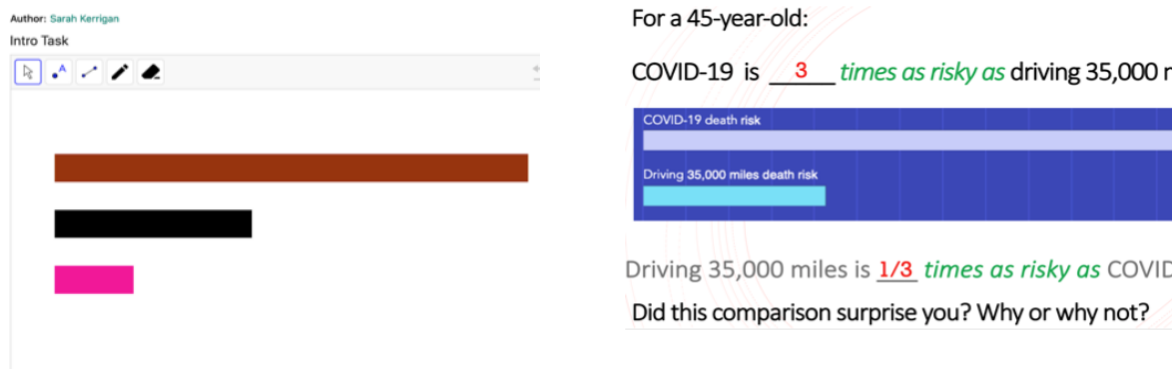 Author: Sarah Kerrigan
Intro Task
A
For a 45-year-old:
COVID-19 is 3 times as risky as driving 35,000
COVID-19 death risk
Driving 35,000 miles death risk
Driving 35,000 miles is 1/3 times as risky as COVID
Did this comparison surprise you? Why or why not?